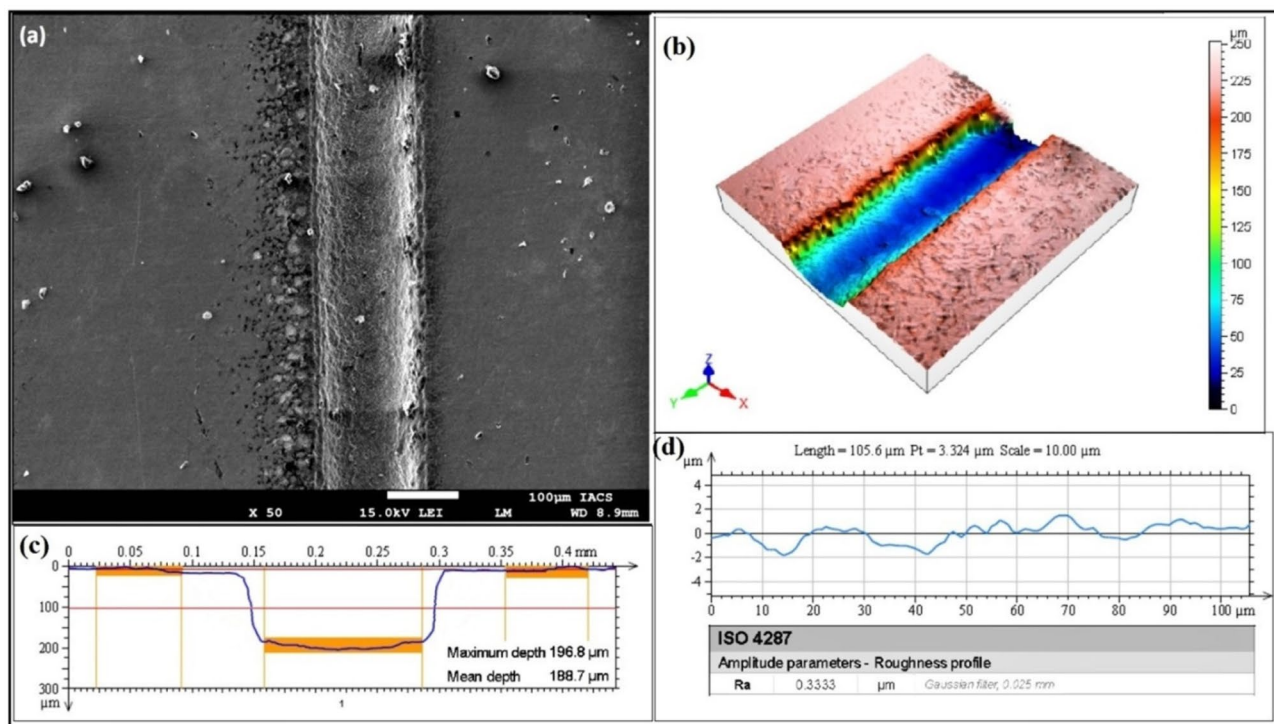 (a)
100μm IACS
X 50 15.0kV LEI LM WD 8.9mm
(b)
μm
250
225
200
175
150
125
100
75
50
25
0
Z
Y X
(c)
0 0.05 0.1 0.15 0.2 0.25 0.3 0.35 0.4 mm
0
100
200
300
μm
Maximum depth 196.8 μm
Mean depth 188.7 μm
1
(d)
Length = 105.6 μm Pt = 3.324 μm Scale = 10.00 μm
μm
4
2
0
-2
-4
0 10 20 30 40 50 60 70 80 90 100 μm
ISO 4287
Amplitude parameters - Roughness profile
Ra 0.3333 μm Gaussian filter, 0.025 mm